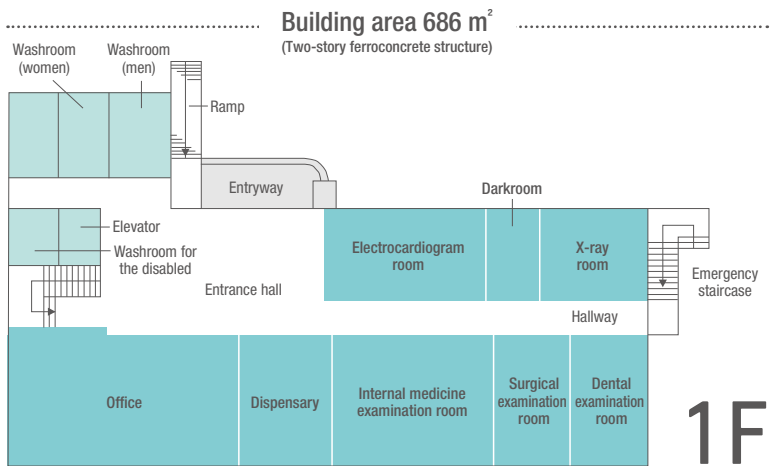 Building area 686 m²
(Two-story ferroconcrete structure)
Washroom
(women)
Washroom
(men)
Ramp
Entryway
Darkroom
Elevator
Washroom for
the disabled
Electrocardiogram
room
X-ray
room
Emergency
staircase
Entrance hall
Hallway
Office
Dispensary
Internal medicine
examination room
Surgical
examination
room
Dental
examination
room
1F